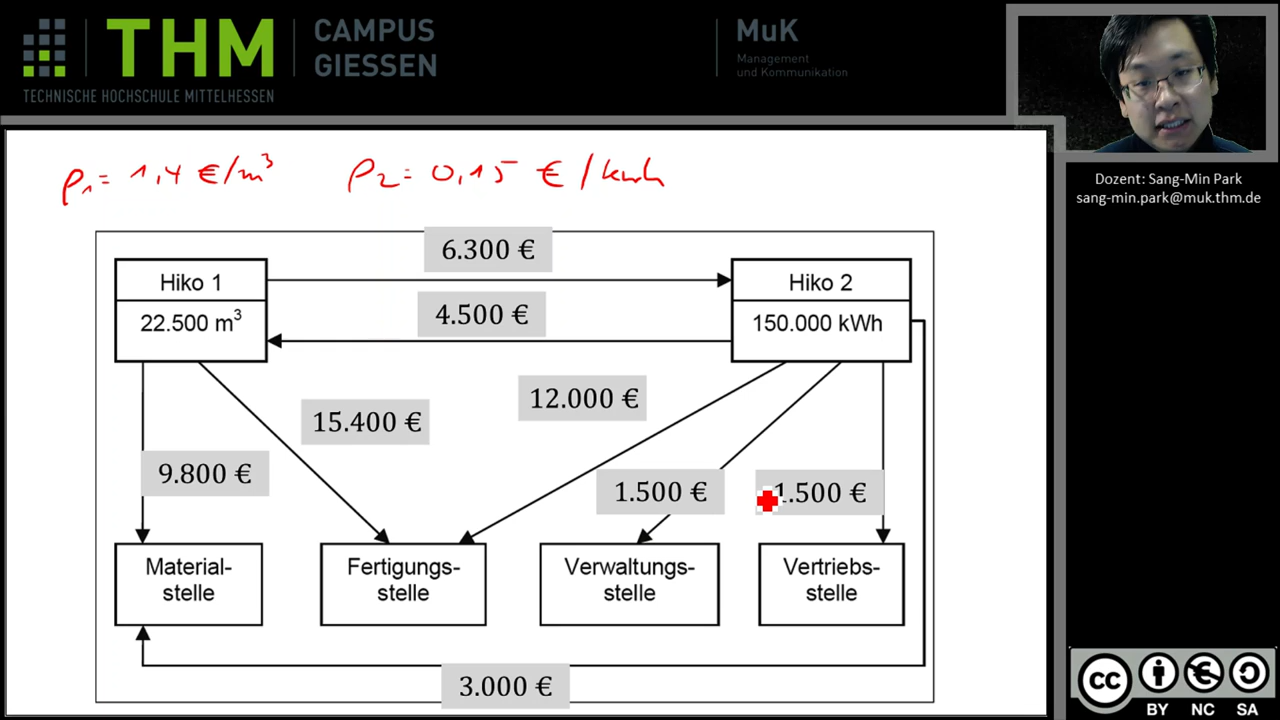 THM
CAMPUS
GIESSEN
TECHNISCHE HOCHSCHULE MITTELHESSEN
MuK
Management
und Kommunikation
Dozent: Sang-Min Park
sang-min.park@muk.thm.de
p1 = 1,4 €/m³ p2 = 0,15 €/kWh
6.300 €
Hiko 1
22.500 m³
Hiko 2
150.000 kWh
4.500 €
12.000 €
15.400 €
9.800 €
1.500 €
1.500 €
Material-
stelle
Fertigungs-
stelle
Verwaltungs-
stelle
Vertriebs-
stelle
3.000 €
cc
BY NC SA